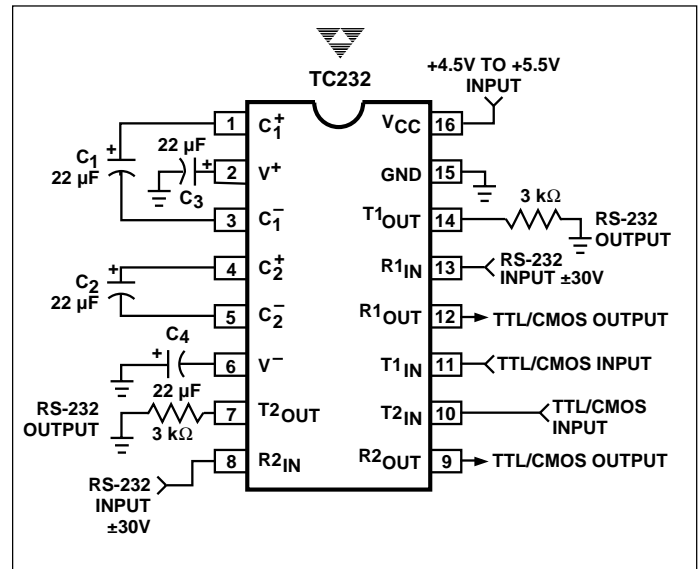 TC232
+4.5V TO +5.5V
INPUT
1 C1+
VCC 16
C1
22 µF
+
22 µF
+
C3
2 V+
GND 15
3 C1−
T1OUT 14
3 kΩ
RS-232
OUTPUT
4 C2+
R1IN 13
RS-232
INPUT ±30V
C2
22 µF
+
5 C2−
R1OUT 12
TTL/CMOS OUTPUT
C4
+
6 V−
T1IN 11
TTL/CMOS INPUT
22 µF
RS-232
OUTPUT
3 kΩ
7 T2OUT
T2IN 10
TTL/CMOS
INPUT
8 R2IN
R2OUT 9
TTL/CMOS OUTPUT
RS-232
INPUT
±30V